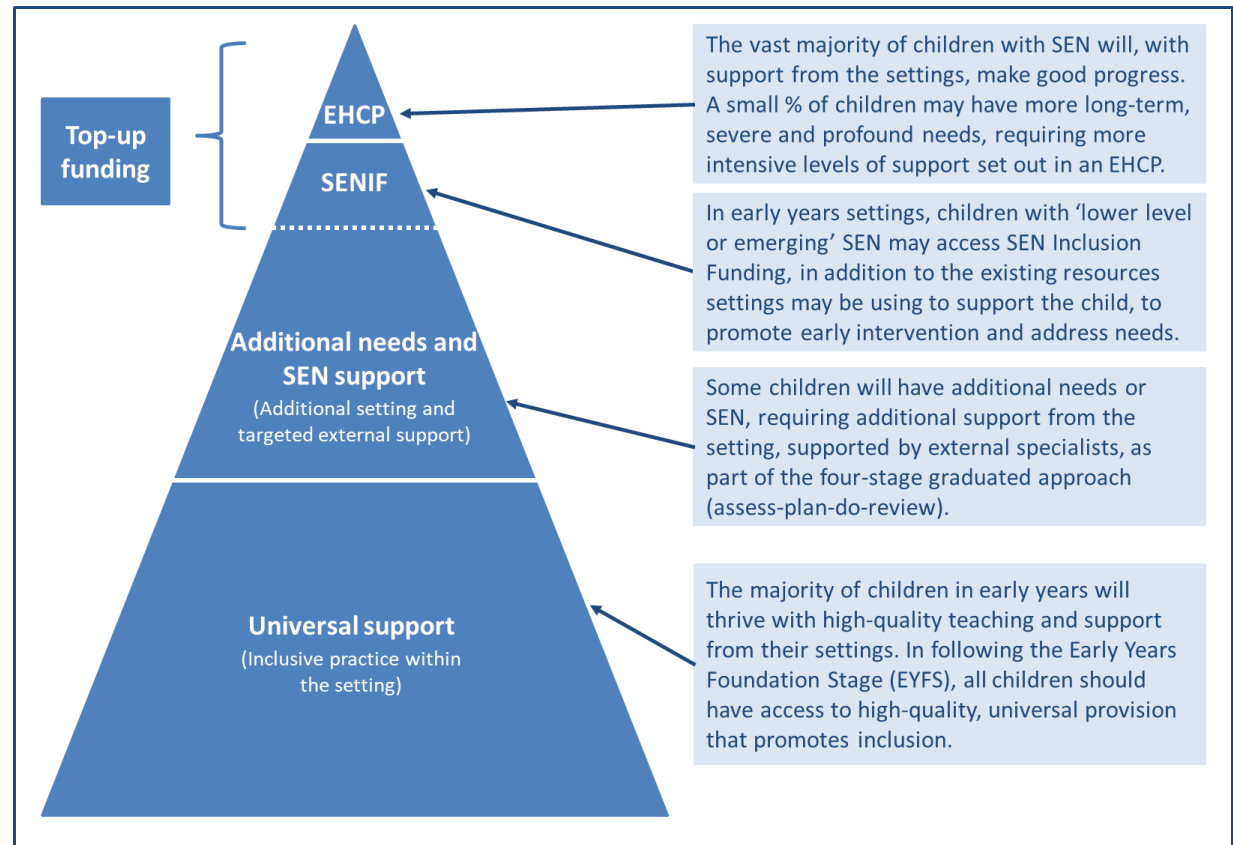 Top-up
funding
EHCP
SENIF
Additional needs and
SEN support
(Additional setting and
targeted external support)
Universal support
(Inclusive practice within
the setting)
The vast majority of children with SEN will, with
support from the settings, make good progress.
A small % of children may have more long-term,
severe and profound needs, requiring more
intensive levels of support set out in an EHCP.
In early years settings, children with ‘lower level
or emerging’ SEN may access SEN Inclusion
Funding, in addition to the existing resources
settings may be using to support the child, to
promote early intervention and address needs.
Some children will have additional needs or
SEN, requiring additional support from the
setting, supported by external specialists, as
part of the four-stage graduated approach
(assess-plan-do-review).
The majority of children in early years will
thrive with high-quality teaching and support
from their settings. In following the Early Years
Foundation Stage (EYFS), all children should
have access to high-quality, universal provision
that promotes inclusion.